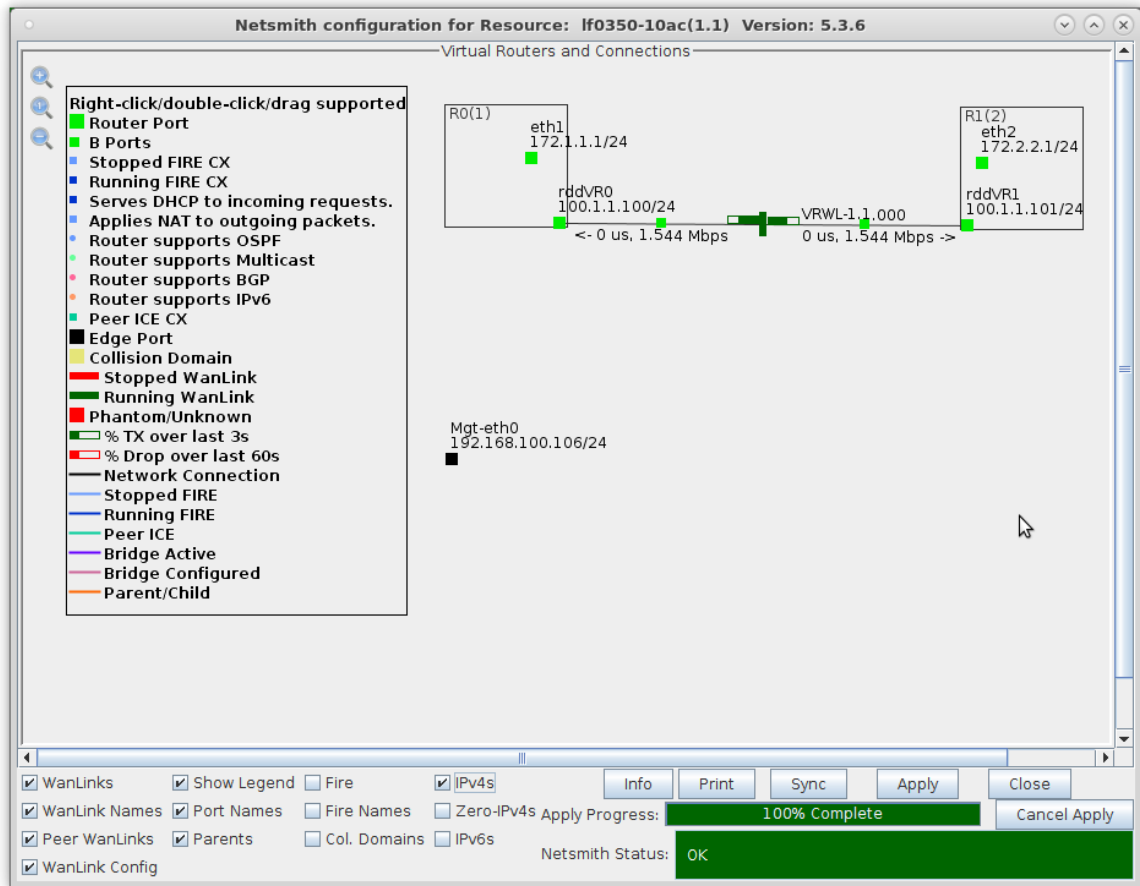 Netsmith configuration for Resource: lf0350-10ac(1.1) Version: 5.3.6
Virtual Routers and Connections
Right-click/double-click/drag supported
Router Port
B Ports
Stopped FIRE CX
Running FIRE CX
Serves DHCP to incoming requests.
Applies NAT to outgoing packets.
Router supports OSPF
Router supports Multicast
Router supports BGP
Router supports IPv6
Peer ICE CX
Edge Port
Collision Domain
Stopped WanLink
Running WanLink
Phantom/Unknown
% TX over last 3s
% Drop over last 60s
Network Connection
Stopped FIRE
Running FIRE
Peer ICE
Bridge Active
Bridge Configured
Parent/Child
R0(1)
eth1
172.1.1.1/24
rddVR0
100.1.1.100/24
<- 0 us, 1.544 Mbps
VRWL-1.1.000
0 us, 1.544 Mbps ->
R1(2)
eth2
172.2.2.1/24
rddVR1
100.1.1.101/24
Mgt-eth0
192.168.100.106/24
WanLinks Show Legend Fire IPv4s Info Print Sync Apply Close
WanLink Names Port Names Fire Names Zero-IPv4s Apply Progress: 100% Complete Cancel Apply
Peer WanLinks Parents Col. Domains IPv6s Netsmith Status: OK
WanLink Config